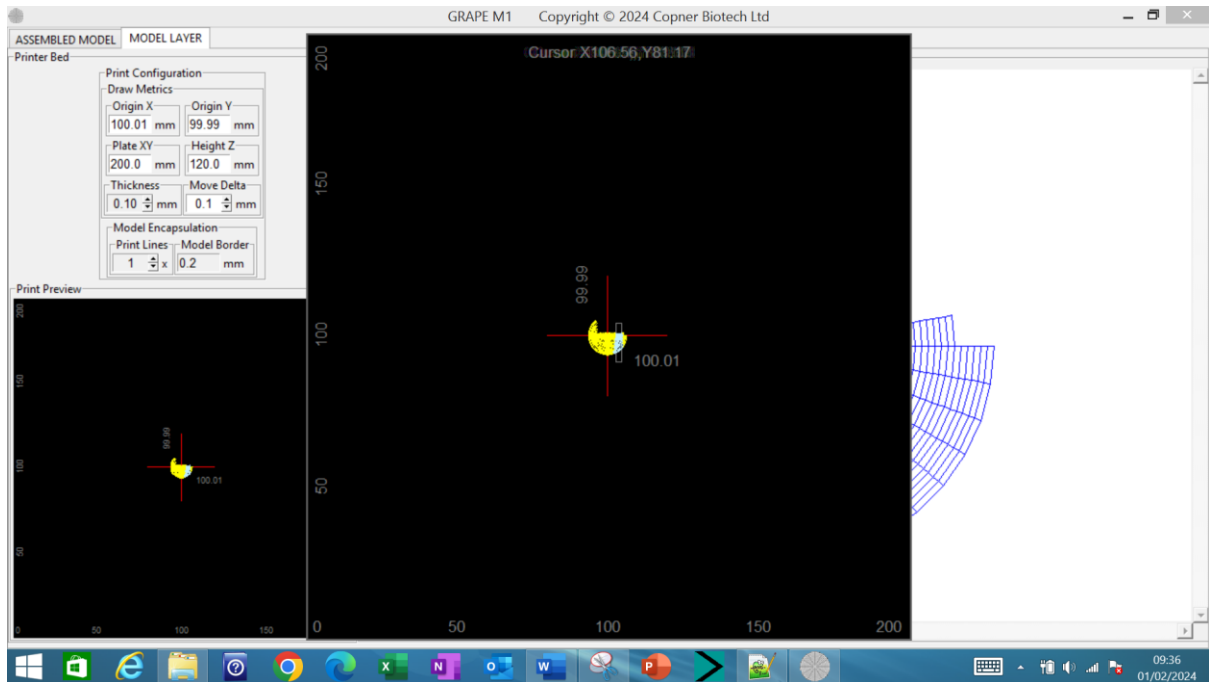 GRAPE M1 Copyright © 2024 Copner Biotech Ltd
ASSEMBLED MODEL MODEL LAYER
Printer Bed
Print Configuration
Draw Metrics
Origin X Origin Y
100.01 mm 99.99 mm
Plate XY Height Z
200.0 mm 120.0 mm
Thickness Move Delta
0.10 mm 0.1 mm
Model Encapsulation
Print Lines Model Border
1 x 0.2 mm
Print Preview
200
150
99.99
100
100.01
50
0 50 100 150
Cursor X106.56,Y81.17
200
150
99.99
100
100.01
50
0 50 100 150 200
09:36
01/02/2024